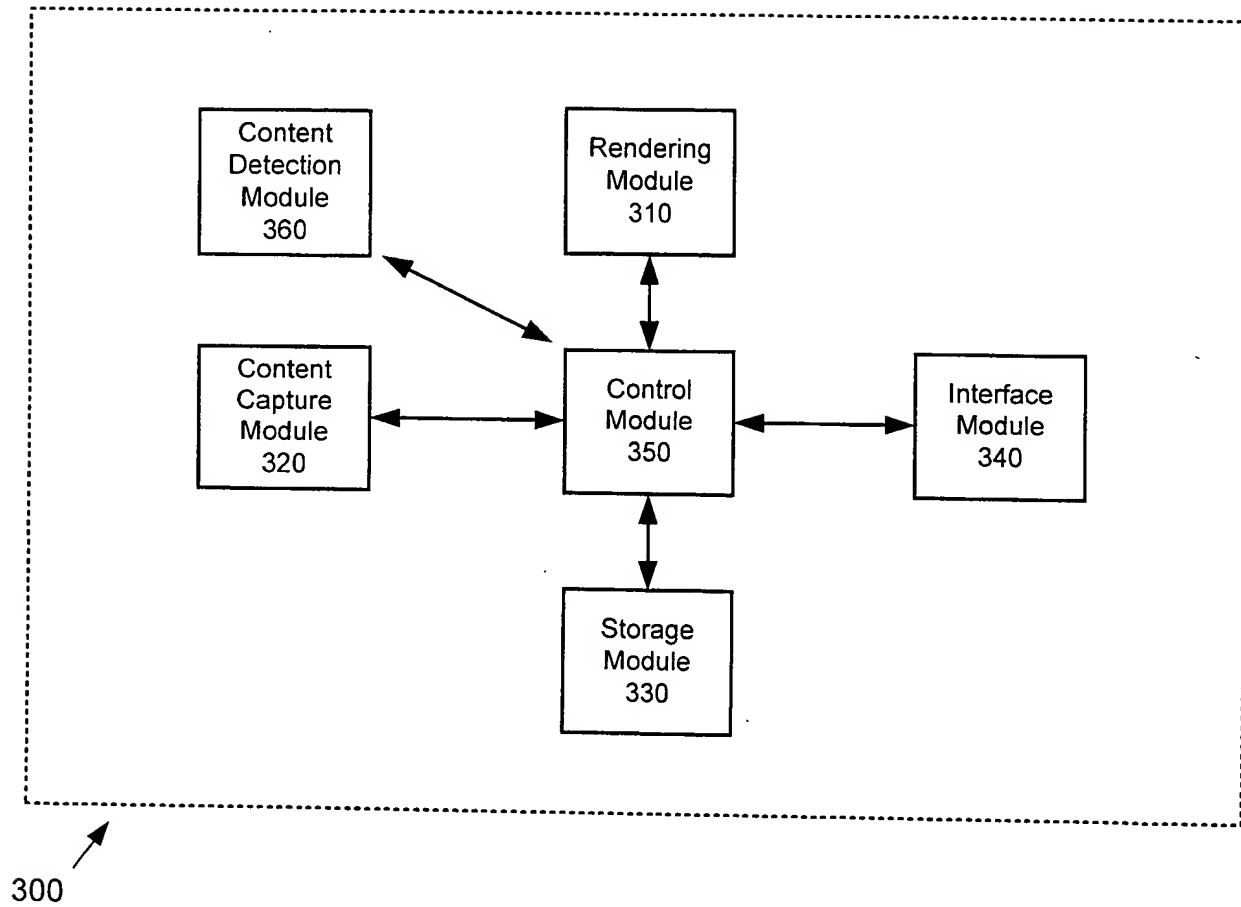 Content
Detection
Module
360
Rendering
Module
310
Content
Capture
Module
320
Control
Module
350
Interface
Module
340
Storage
Module
330
300